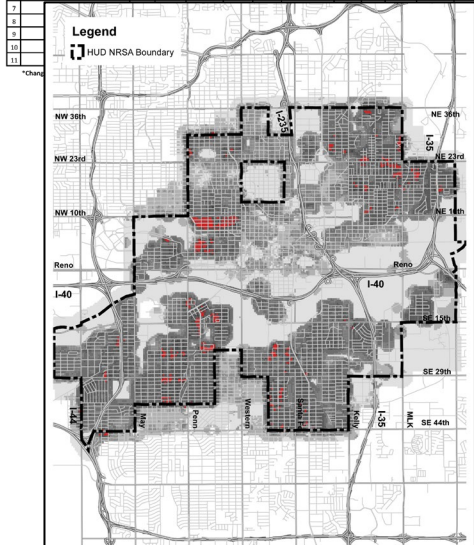 7
8
9
10
11
*Chang
Legend
HUD NRSA Boundary
NW 36th
I-235
NE 36th
I-35
NW 23rd
NE 23rd
NW 10th
NE 10th
Reno
Reno
I-40
I-40
SE 15th
SE 29th
I-44
May
Penn
Western
Santa Fe
Kelly
I-35
MLK
SE 44th